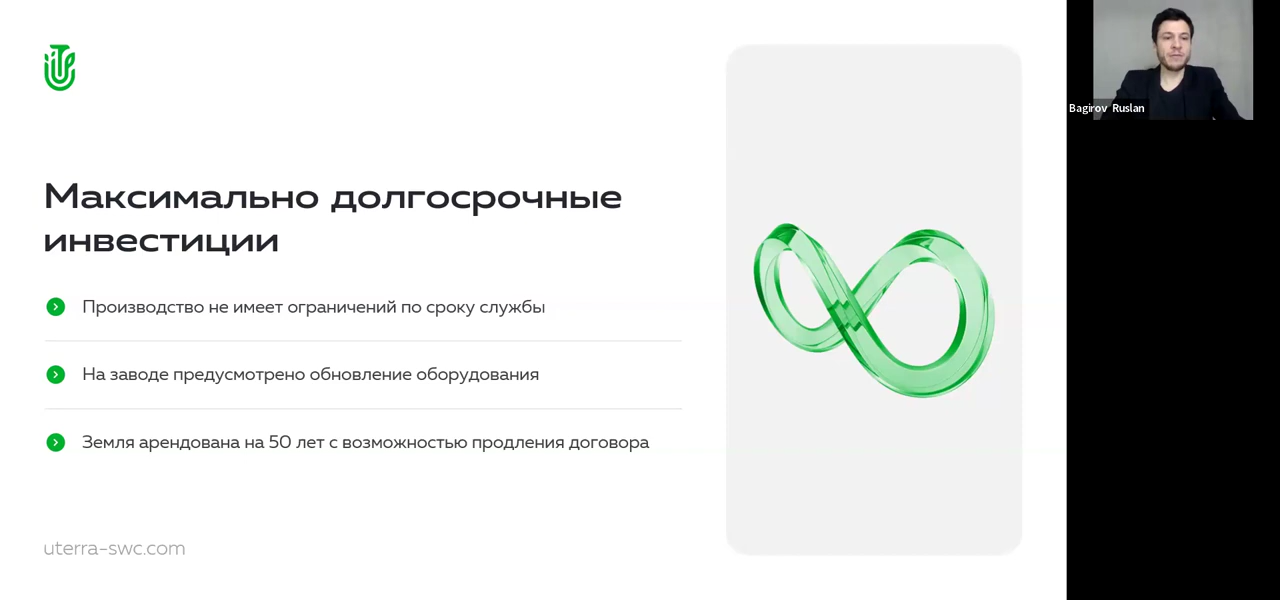 Максимально долгосрочные
инвестиции
Производство не имеет ограничений по сроку службы
На заводе предусмотрено обновление оборудования
Земля арендована на 50 лет с возможностью продления договора
uterra-swc.com
Bagirov Ruslan